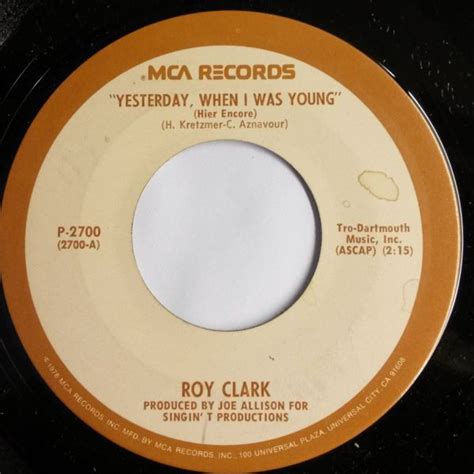 MCA RECORDS
"YESTERDAY, WHEN I WAS YOUNG"
(Hier Encore)
(H. Kretzmer-C. Aznavour)
P-2700
(2700-A)
Tro-Dartmouth
Music, Inc.
(ASCAP) (2:15)
ROY CLARK
PRODUCED BY JOE ALLISON FOR
SINGIN' T PRODUCTIONS
MCA RECORDS, INC. MFG. BY MCA RECORDS, INC., 100 UNIVERSAL PLAZA, UNIVERSAL CITY, CA 91608